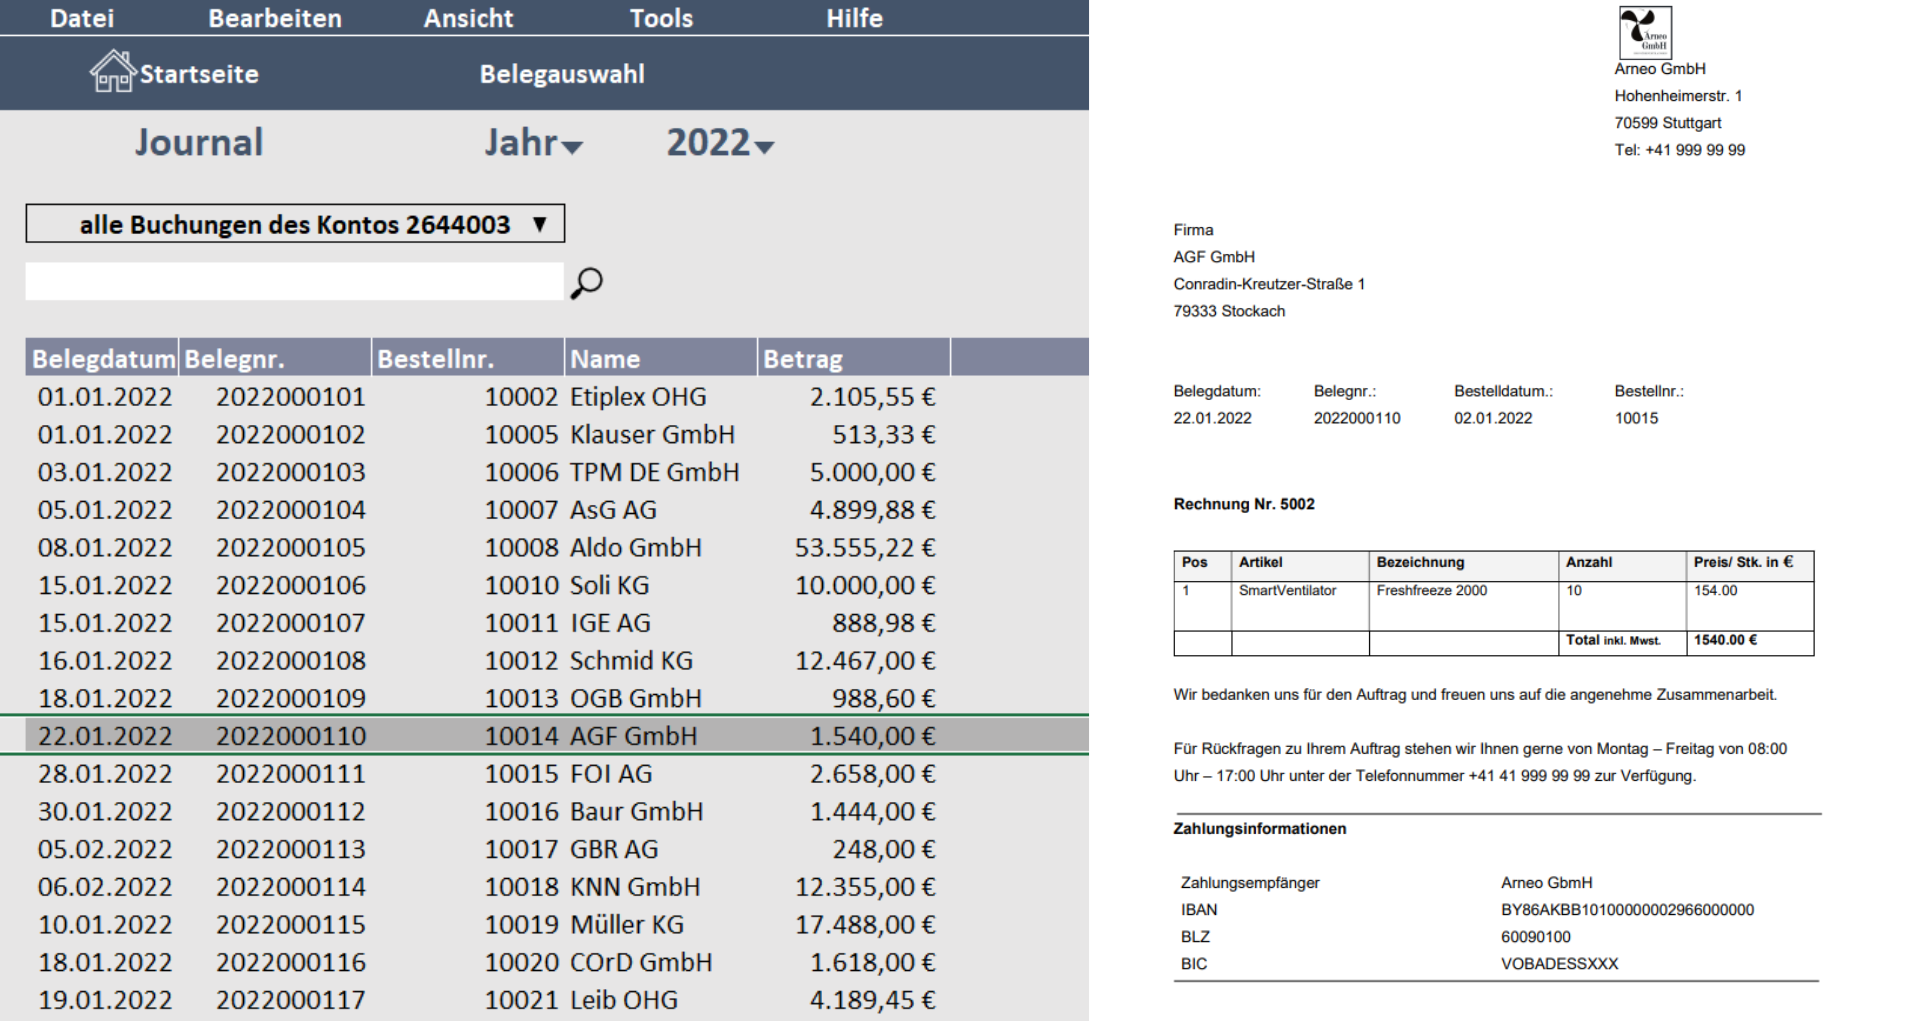 Datei Bearbeiten Ansicht Tools Hilfe
Startseite Belegauswahl
Journal Jahr 2022
alle Buchungen des Kontos 2644003
Belegdatum Belegnr. Bestellnr. Name Betrag
01.01.2022 2022000101 10002 Etiplex OHG 2.105,55 €
01.01.2022 2022000102 10005 Klauser GmbH 513,33 €
03.01.2022 2022000103 10006 TPM DE GmbH 5.000,00 €
05.01.2022 2022000104 10007 AsG AG 4.899,88 €
08.01.2022 2022000105 10008 Aldo GmbH 53.555,22 €
15.01.2022 2022000106 10010 Soli KG 10.000,00 €
15.01.2022 2022000107 10011 IGE AG 888,98 €
16.01.2022 2022000108 10012 Schmid KG 12.467,00 €
18.01.2022 2022000109 10013 OGB GmbH 988,60 €
22.01.2022 2022000110 10014 AGF GmbH 1.540,00 €
28.01.2022 2022000111 10015 FOI AG 2.658,00 €
30.01.2022 2022000112 10016 Baur GmbH 1.444,00 €
05.02.2022 2022000113 10017 GBR AG 248,00 €
06.02.2022 2022000114 10018 KNN GmbH 12.355,00 €
10.01.2022 2022000115 10019 Müller KG 17.488,00 €
18.01.2022 2022000116 10020 COrD GmbH 1.618,00 €
19.01.2022 2022000117 10021 Leib OHG 4.189,45 €
Arneo
GmbH
Arneo GmbH
Hohenheimerstr. 1
70599 Stuttgart
Tel: +41 999 99 99
Firma
AGF GmbH
Conradin-Kreutzer-Straße 1
79333 Stockach
Belegdatum: Belegnr.: Bestelldatum.: Bestellnr.:
22.01.2022 2022000110 02.01.2022 10015
Rechnung Nr. 5002
Pos Artikel Bezeichnung Anzahl Preis/ Stk. in €
1 SmartVentilator Freshfreeze 2000 10 154.00
Total inkl. Mwst. 1540.00 €
Wir bedanken uns für den Auftrag und freuen uns auf die angenehme Zusammenarbeit.
Für Rückfragen zu Ihrem Auftrag stehen wir Ihnen gerne von Montag – Freitag von 08:00
Uhr – 17:00 Uhr unter der Telefonnummer +41 41 999 99 99 zur Verfügung.
Zahlungsinformationen
Zahlungsempfänger Arneo GbmH
IBAN BY86AKBB10100000002966000000
BLZ 60090100
BIC VOBADESSXXX